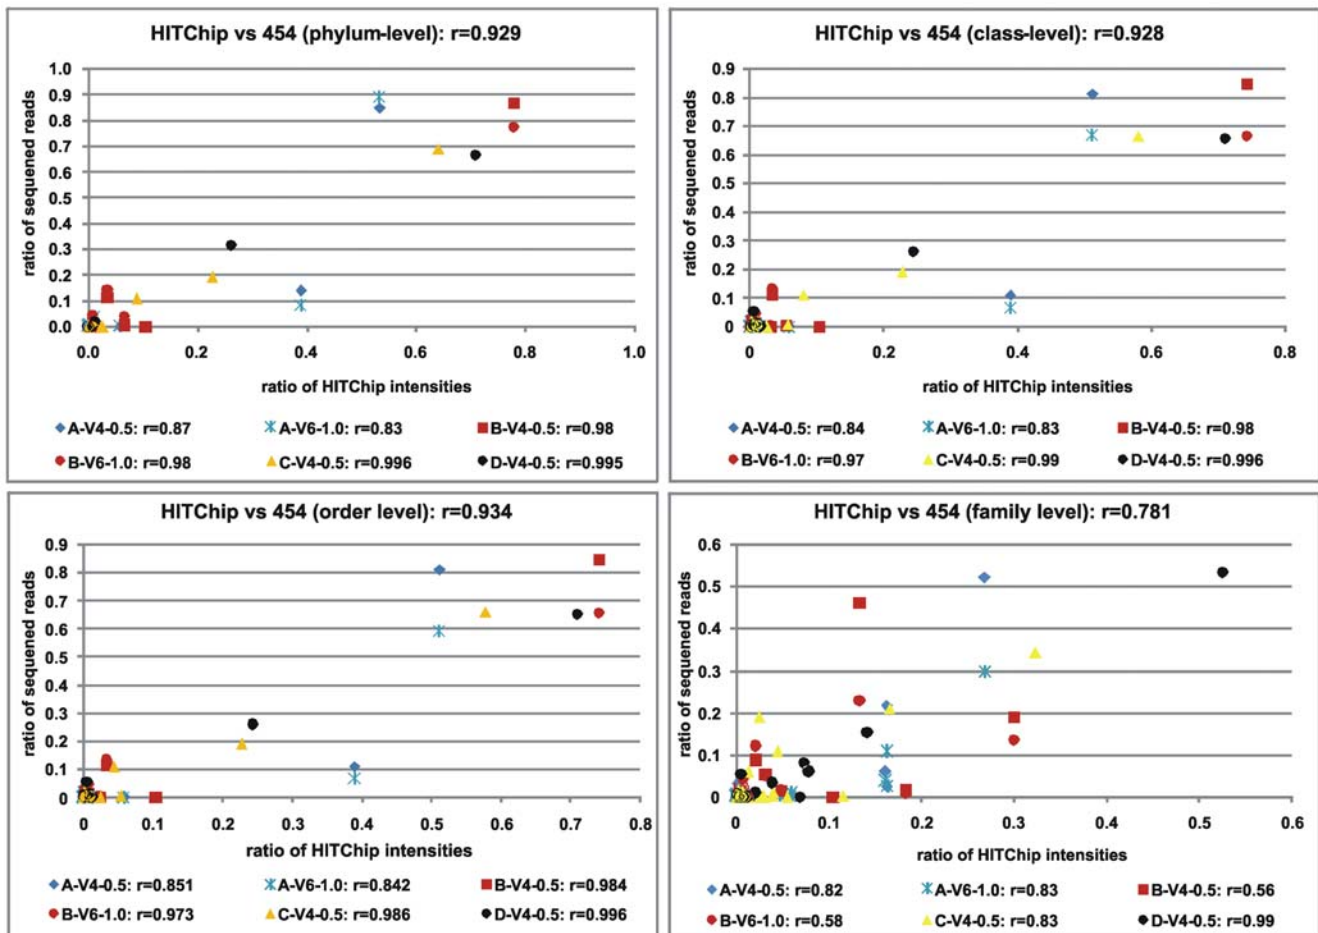 HITChip vs 454 (phylum-level): r=0.929
ratio of sequened reads
1.0
0.9
0.8
0.7
0.6
0.5
0.4
0.3
0.2
0.1
0.0
0.0 0.2 0.4 0.6 0.8 1.0
ratio of HITChip intensities
A-V4-0.5: r=0.87 A-V6-1.0: r=0.83 B-V4-0.5: r=0.98
B-V6-1.0: r=0.98 C-V4-0.5: r=0.996 D-V4-0.5: r=0.995
HITChip vs 454 (class-level): r=0.928
ratio of sequened reads
0.9
0.8
0.7
0.6
0.5
0.4
0.3
0.2
0.1
0
0 0.2 0.4 0.6 0.8
ratio of HITChip intensities
A-V4-0.5: r=0.84 A-V6-1.0: r=0.83 B-V4-0.5: r=0.98
B-V6-1.0: r=0.97 C-V4-0.5: r=0.99 D-V4-0.5: r=0.996
HITChip vs 454 (order level): r=0.934
ratio of sequened reads
0.9
0.8
0.7
0.6
0.5
0.4
0.3
0.2
0.1
0
0 0.1 0.2 0.3 0.4 0.5 0.6 0.7 0.8
ratio of HITChip intensities
A-V4-0.5: r=0.851 A-V6-1.0: r=0.842 B-V4-0.5: r=0.984
B-V6-1.0: r=0.973 C-V4-0.5: r=0.986 D-V4-0.5: r=0.996
HITChip vs 454 (family level): r=0.781
ratio of sequened reads
0.6
0.5
0.4
0.3
0.2
0.1
0
0 0.1 0.2 0.3 0.4 0.5 0.6
ratio of HITChip intensities
A-V4-0.5: r=0.82 A-V6-1.0: r=0.83 B-V4-0.5: r=0.56
B-V6-1.0: r=0.58 C-V4-0.5: r=0.83 D-V4-0.5: r=0.99